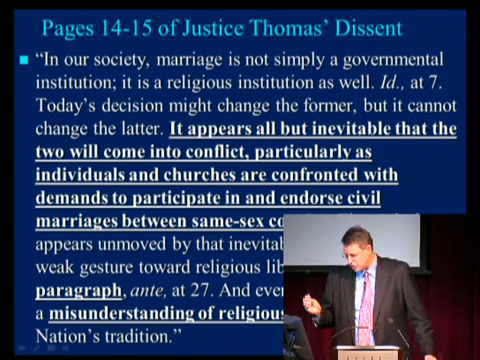 Pages 14-15 of Justice Thomas’ Dissent
“In our society, marriage is not simply a governmental
institution; it is a religious institution as well. Id., at 7.
Today’s decision might change the former, but it cannot
change the latter. It appears all but inevitable that the
two will come into conflict, particularly as
individuals and churches are confronted with
demands to participate in and endorse civil
marriages between same-sex
appears unmoved by that
weak gesture toward religious
paragraph, ante, at 27. And
a misunderstanding of religious
Nation’s tradition.”